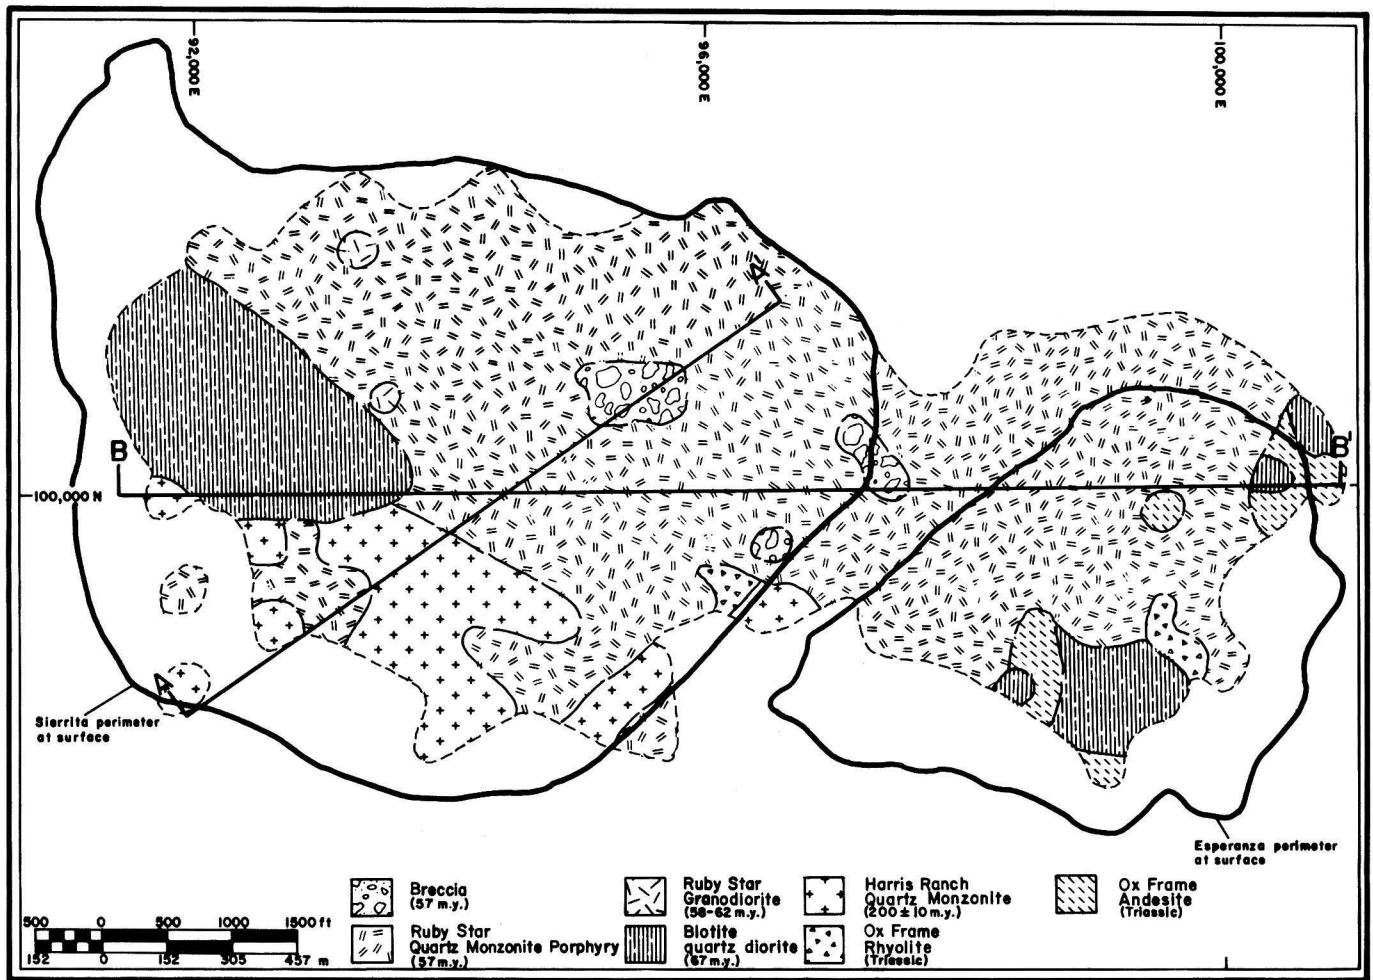 92,000 E
96,000 E
100,000 E
A
B
B'
100,000 N
A
Sierrita perimeter
at surface
Esperanza perimeter
at surface
Breccia
(57 m.y.)
Ruby Star
Granodiorite
(58-62 m.y.)
Harris Ranch
Quartz Monzonite
(200 ± 10 m.y.)
Ox Frame
Andesite
(Triassic)
Ruby Star
Quartz Monzonite Porphyry
(57 m.y.)
Biotite
quartz diorite
(67 m.y.)
Ox Frame
Rhyolite
(Triassic)
500 0 500 1000 1500 ft
152 0 152 305 457 m